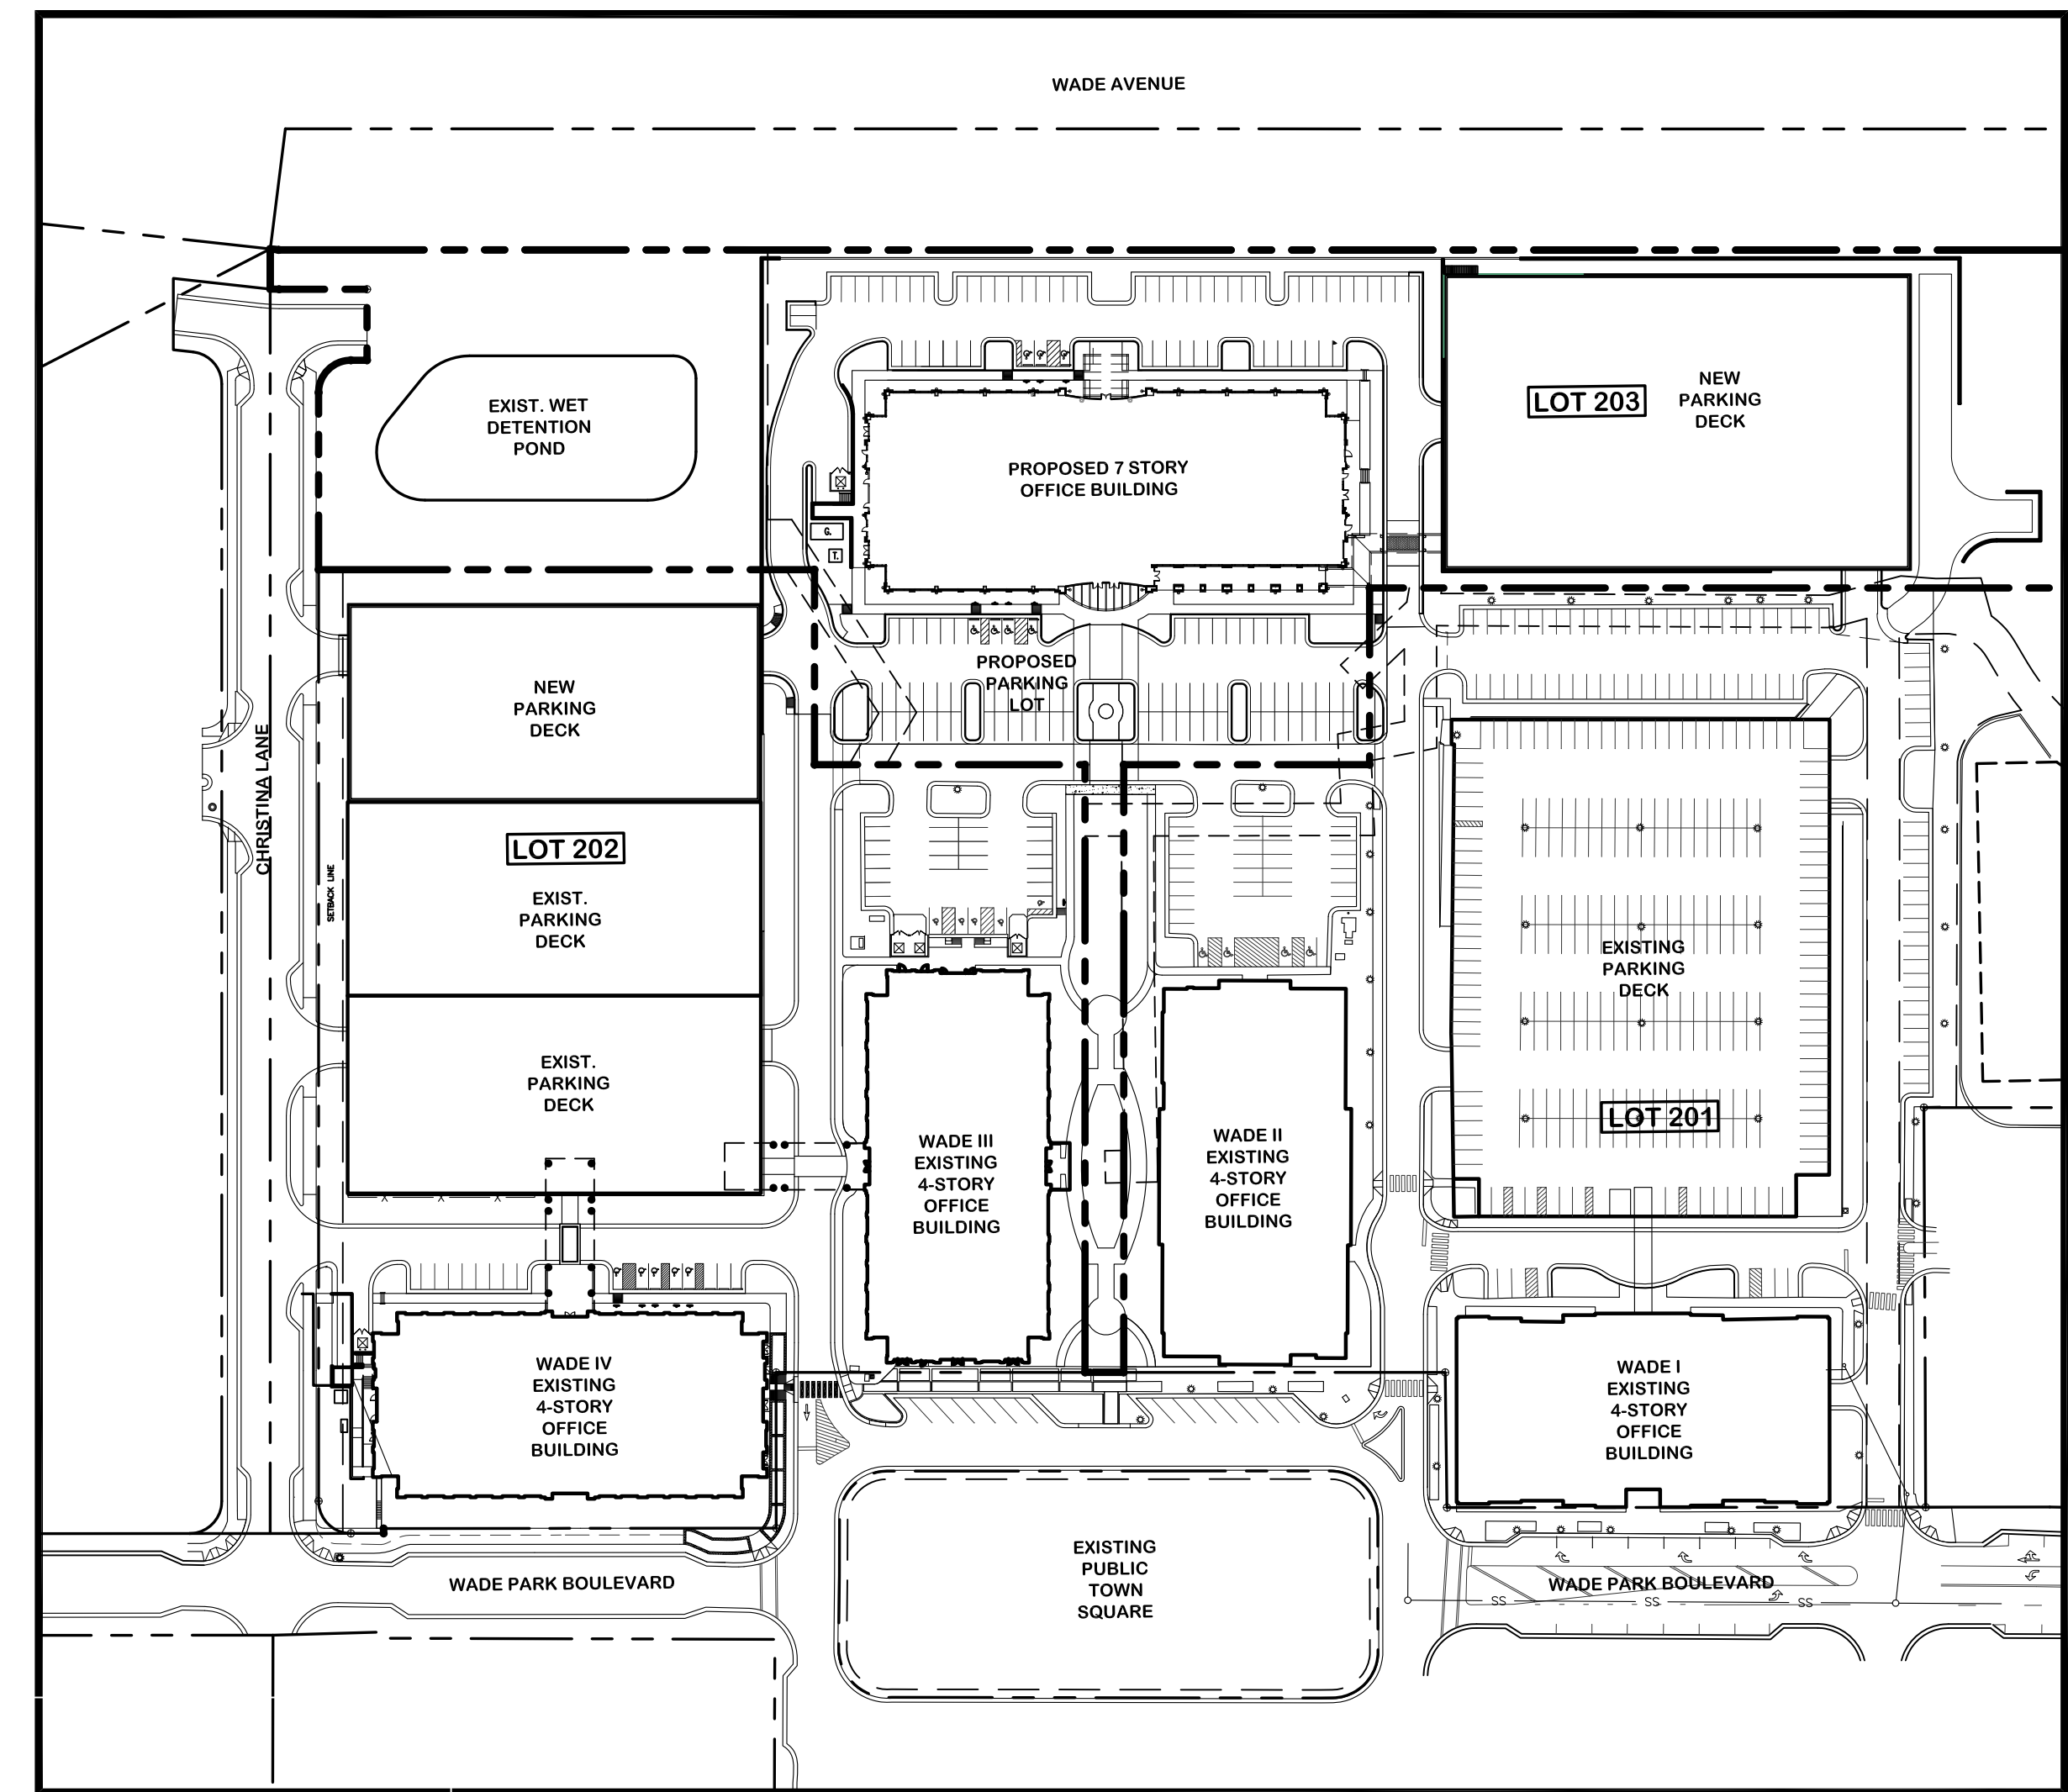 WADE AVENUE
EXIST. WET
DETENTION
POND
PROPOSED 7 STORY
OFFICE BUILDING
G.
T.
LOT 203
NEW
PARKING
DECK
PROPOSED
PARKING
LOT
NEW
PARKING
DECK
CHRISTINA LANE
SETBACK LINE
LOT 202
EXIST.
PARKING
DECK
EXIST.
PARKING
DECK
EXISTING
PARKING
DECK
LOT 201
WADE III
EXISTING
4-STORY
OFFICE
BUILDING
WADE II
EXISTING
4-STORY
OFFICE
BUILDING
WADE IV
EXISTING
4-STORY
OFFICE
BUILDING
WADE I
EXISTING
4-STORY
OFFICE
BUILDING
EXISTING
PUBLIC
TOWN
SQUARE
WADE PARK BOULEVARD
WADE PARK BOULEVARD
SS
SS
SS